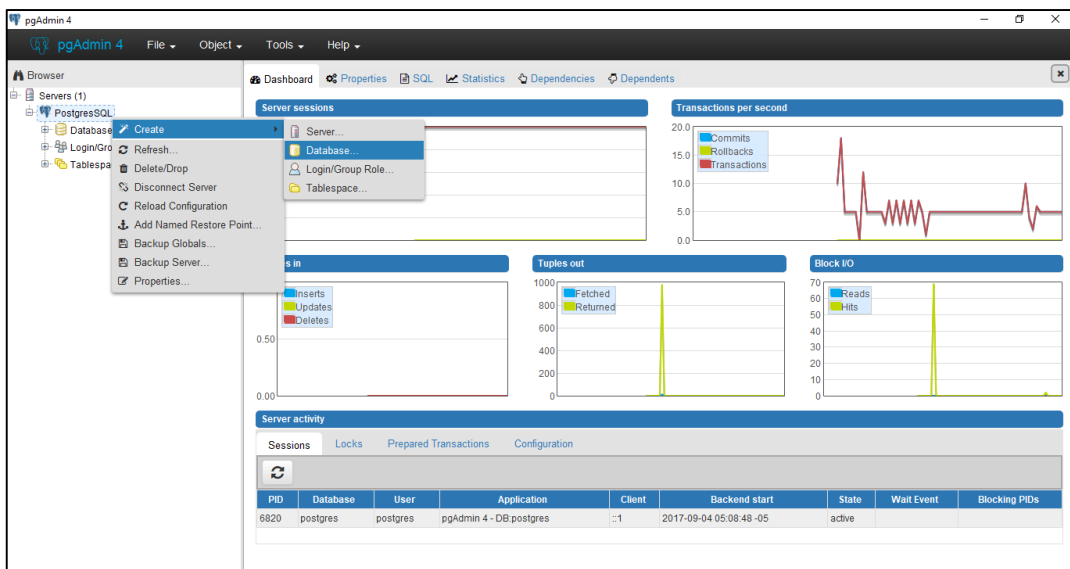 pgAdmin 4
pgAdmin 4 File Object Tools Help
Browser
Servers (1)
PostgresSQL
Database
Login/Gro
Tablespa
Create
Refresh...
Delete/Drop
Disconnect Server
Reload Configuration
Add Named Restore Point...
Backup Globals...
Backup Server...
Properties...
Server...
Database...
Login/Group Role...
Tablespace...
Dashboard Properties SQL Statistics Dependencies Dependents
Server sessions
Transactions per second
20.0
15.0
10.0
5.0
0.0
Commits
Rollbacks
Transactions
s in
Inserts
Updates
Deletes
0.50
0.00
Tuples out
1000
800
600
400
200
0
Fetched
Returned
Block I/O
70
60
50
40
30
20
10
0
Reads
Hits
Server activity
Sessions Locks Prepared Transactions Configuration
PID Database User Application Client Backend start State Wait Event Blocking PIDs
6820 postgres postgres pgAdmin 4 - DB:postgres ::1 2017-09-04 05:08:48 -05 active